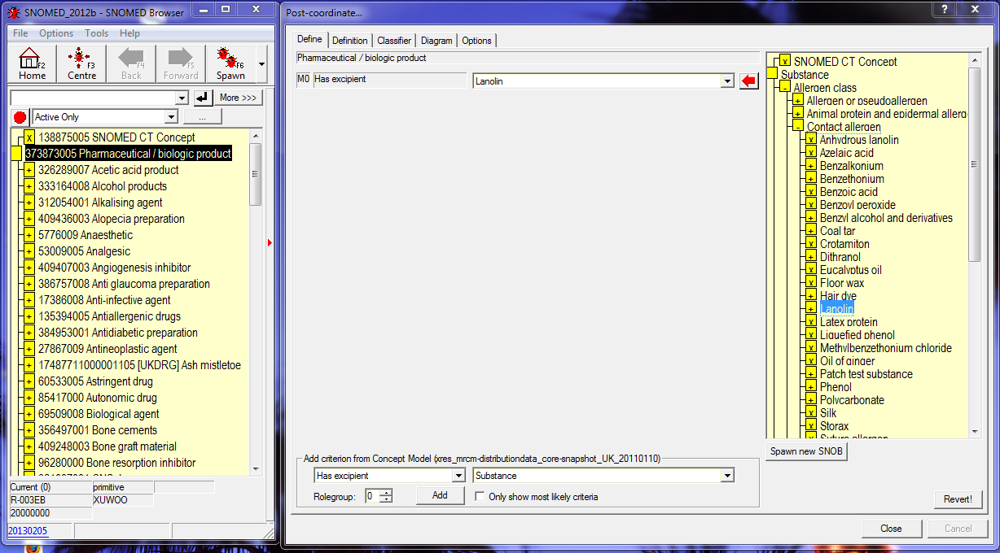 SNOMED_2012b - SNOMED Browser
File Options Tools Help
F2 F3 F4 F5 F6
Home Centre Back Forward Spawn
More >>>
Active Only ...
x 138875005 SNOMED CT Concept
373873005 Pharmaceutical / biologic product
+ 326289007 Acetic acid product
+ 333164008 Alcohol products
+ 312054001 Alkalising agent
+ 409436003 Alopecia preparation
+ 5776009 Anaesthetic
+ 53009005 Analgesic
+ 409407003 Angiogenesis inhibitor
+ 386757008 Anti glaucoma preparation
+ 17386008 Anti-infective agent
+ 135394005 Antiallergenic drugs
+ 384953001 Antidiabetic preparation
+ 27867009 Antineoplastic agent
+ 17487711000001105 [UKDRG] Ash mistletoe
+ 60533005 Astringent drug
+ 85417000 Autonomic drug
+ 69509008 Biological agent
+ 356497001 Bone cements
+ 409248003 Bone graft material
+ 96280000 Bone resorption inhibitor
Current (0) primitive
R-003EB XUWOO
20000000
20130205
Post-coordinate...
? X
Define Definition Classifier Diagram Options
Pharmaceutical / biologic product
M0 Has excipient Lanolin
Add criterion from Concept Model (xres_mrcm-distributiondata_core-snapshot_UK_20110110)
Has excipient Substance
Rolegroup: 0 Add Only show most likely criteria
x SNOMED CT Concept
Substance
- Allergen class
+ Allergen or pseudoallergen
+ Animal protein and epidermal allerg
- Contact allergen
x Anhydrous lanolin
x Azelaic acid
+ Benzalkonium
+ Benzethonium
x Benzoic acid
x Benzoyl peroxide
+ Benzyl alcohol and derivatives
+ Coal tar
x Crotamiton
+ Dithranol
x Eucalyptus oil
x Floor wax
+ Hair dye
+ Lanolin
x Latex protein
x Liquefied phenol
x Methylbenzethonium chloride
x Oil of ginger
+ Patch test substance
+ Phenol
+ Polycarbonate
x Silk
x Storax
x Suture allergen
Spawn new SNOB
Revert!
Close Cancel